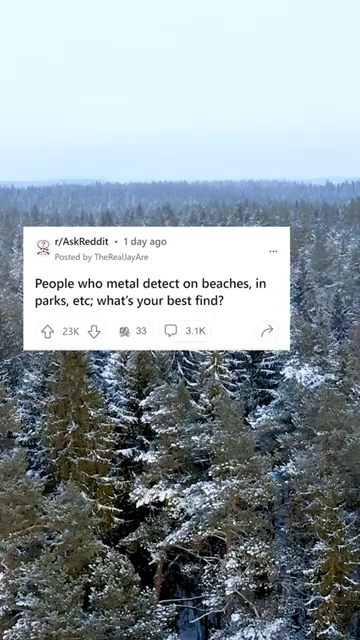 r/AskReddit • 1 day ago
Posted by TheRealJayAre
People who metal detect on beaches, in
parks, etc; what's your best find?
23K 33 3.1K